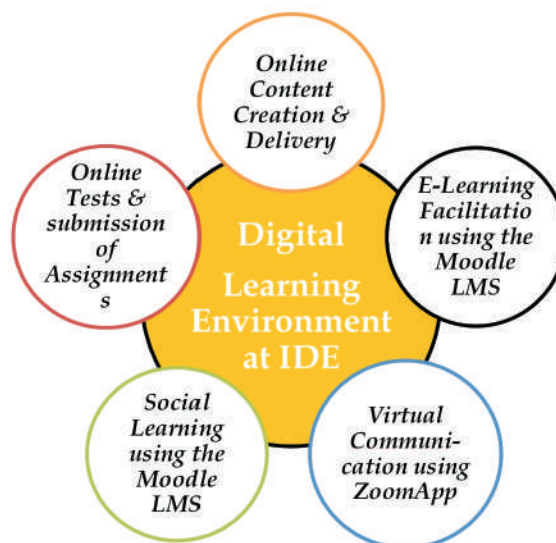 Online
Content
Creation &
Delivery
E-Learning
Facilitatio
n using the
Moodle
LMS
Virtual
Communi-
cation using
ZoomApp
Social
Learning
using the
Moodle
LMS
Online
Tests &
submission
of
Assignment
s
Digital
Learning
Environment
at IDE